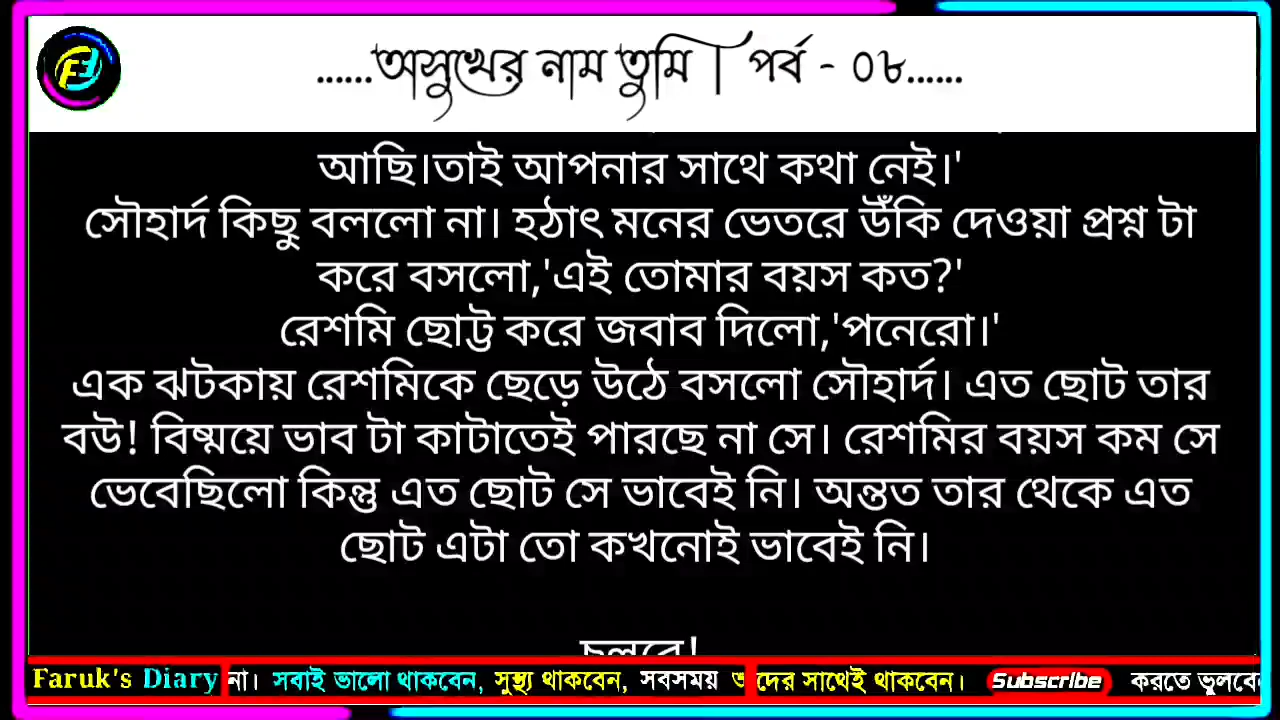 ......অসুখের নাম তুমি | পর্ব - ০৮......
আছি।তাই আপনার সাথে কথা নেই।'
সৌহার্দ কিছু বললো না। হঠাৎ মনের ভেতরে উঁকি দেওয়া প্রশ্ন টা
করে বসলো,'এই তোমার বয়স কত?'
রেশমি ছোট্ট করে জবাব দিলো,'পনেরো।'
এক ঝটকায় রেশমিকে ছেড়ে উঠে বসলো সৌহার্দ। এত ছোট তার
বউ! বিষ্ময়ে ভাব টা কাটাতেই পারছে না সে। রেশমির বয়স কম সে
ভেবেছিলো কিন্তু এত ছোট সে ভাবেই নি। অন্তত তার থেকে এত
ছোট এটা তো কখনোই ভাবেই নি।
চলবে!
Faruk's Diary না। সবাই ভালো থাকবেন, সুস্থ্য থাকবেন, সবসময় দের সাথেই থাকবেন। Subscribe করতে